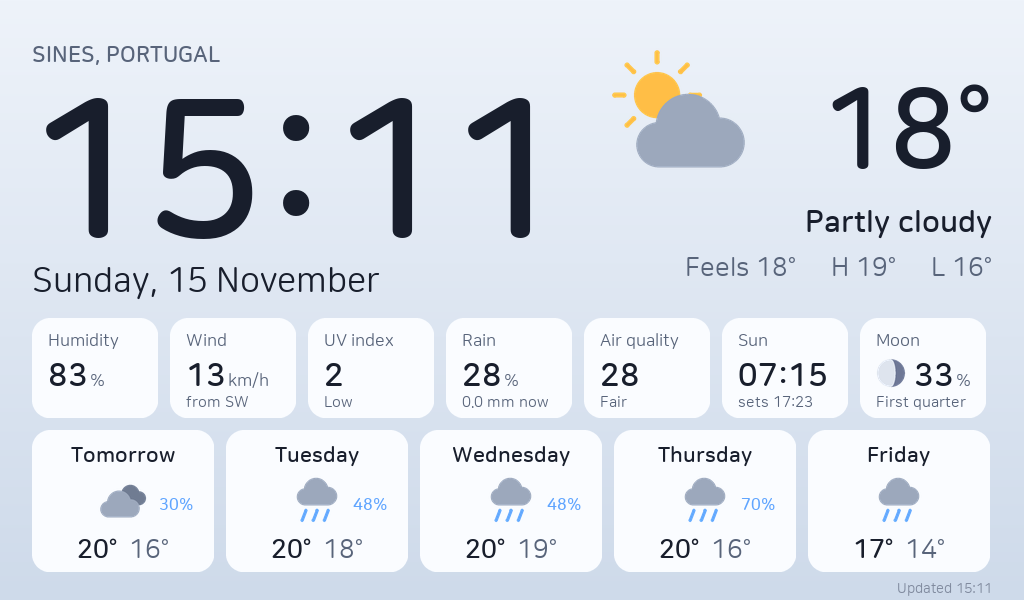 SINES, PORTUGAL
15:11
Sunday, 15 November
18°
Partly cloudy
Feels 18° H 19° L 16°
Humidity
83 %
Wind
13 km/h
from SW
UV index
2
Low
Rain
28 %
0.0 mm now
Air quality
28
Fair
Sun
07:15
sets 17:23
Moon
33 %
First quarter
Tomorrow
30%
20° 16°
Tuesday
48%
20° 18°
Wednesday
48%
20° 19°
Thursday
70%
20° 16°
Friday
17° 14°
Updated 15:11